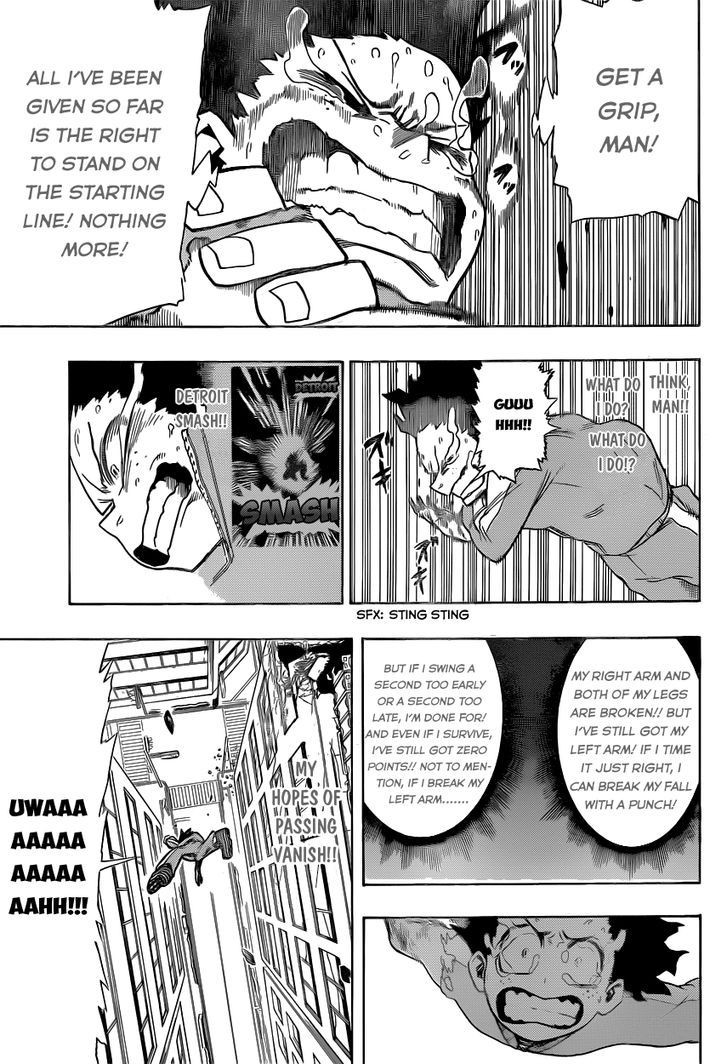 GET A
GRIP,
MAN!
ALL I'VE BEEN
GIVEN SO FAR
IS THE RIGHT
TO STAND ON
THE STARTING
LINE! NOTHING
MORE!
THINK,
MAN!!
WHAT DO
I DO?
WHAT DO
I DO!?
GUUU
HHH!!
SFX: STING STING
DETROIT
SMASH
DETROIT
SMASH!!
MY RIGHT ARM AND
BOTH OF MY LEGS
ARE BROKEN!! BUT
I'VE STILL GOT MY
LEFT ARM! IF I TIME
IT JUST RIGHT, I
CAN BREAK MY FALL
WITH A PUNCH!
BUT IF I SWING A
SECOND TOO EARLY
OR A SECOND TOO
LATE, I'M DONE FOR!
AND EVEN IF I SURVIVE,
I'VE STILL GOT ZERO
POINTS!! NOT TO MEN-
TION, IF I BREAK MY
LEFT ARM.......
MY
HOPES OF
PASSING
VANISH!!
UWAAA
AAAAA
AAAAA
AAHH!!!